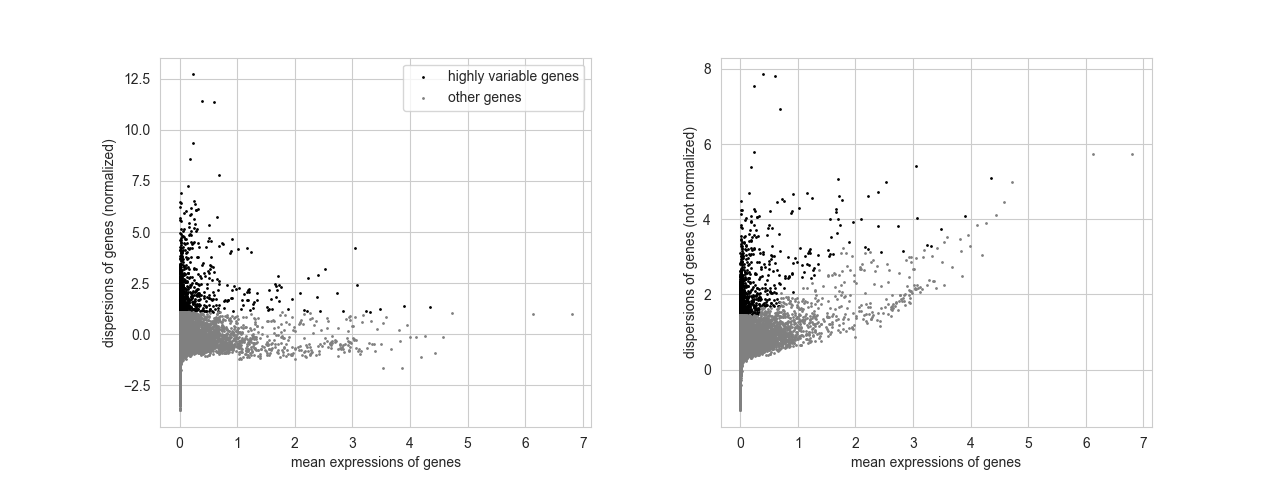 12.5
10.0
7.5
5.0
2.5
0.0
−2.5
dispersions of genes (normalized)
highly variable genes
other genes
0 1 2 3 4 5 6 7
mean expressions of genes
8
6
4
2
0
dispersions of genes (not normalized)
0 1 2 3 4 5 6 7
mean expressions of genes